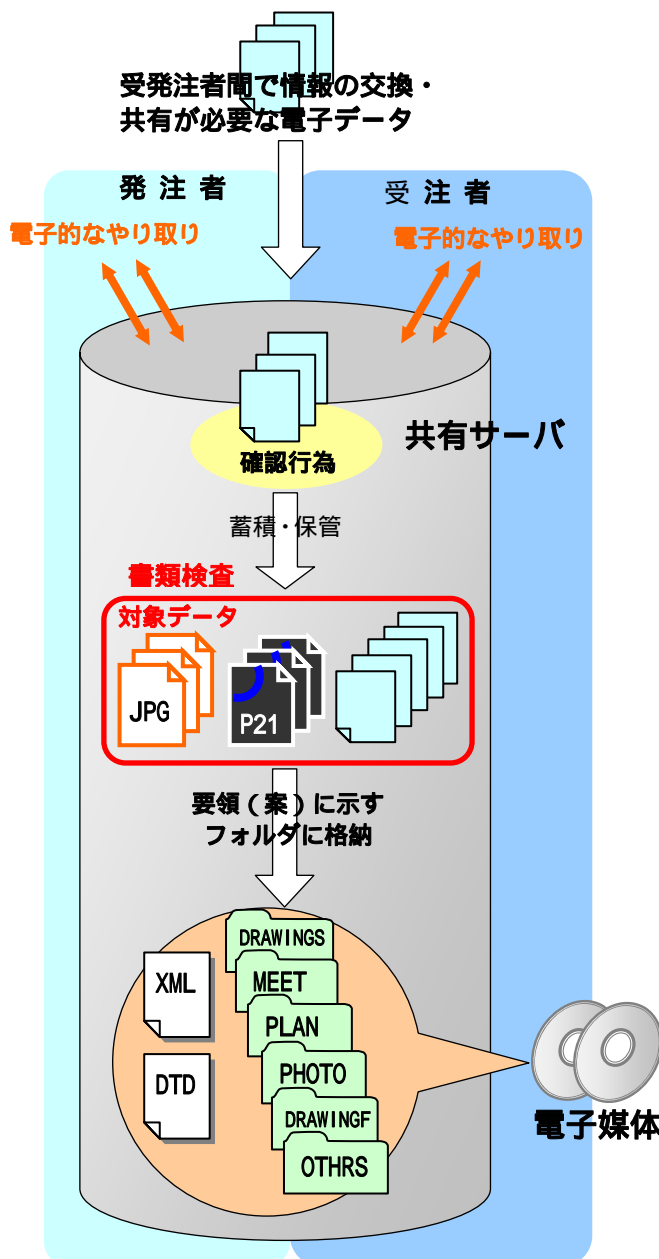 受発注者間で情報の交換・
共有が必要な電子データ
発 注 者
受 注 者
電子的なやり取り
電子的なやり取り
共有サーバ
確認行為
蓄積・保管
書類検査
対象データ
JPG
P21
要領（案）に示す
フォルダに格納
DRAWINGS
XML
MEET
PLAN
DTD
PHOTO
DRAWINGF
OTHRS
電子媒体